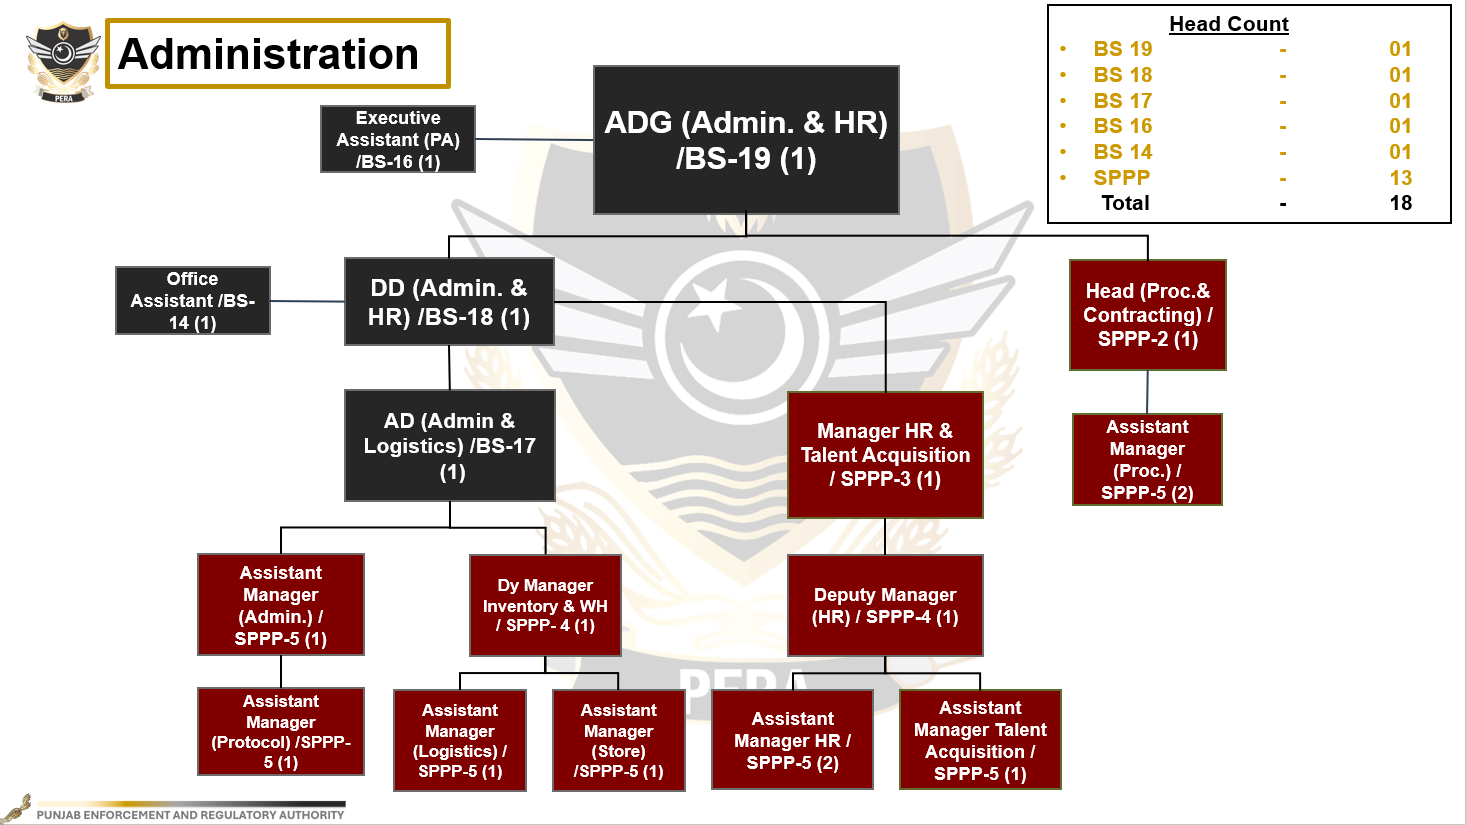 PERA
Administration
Head Count
• BS 19 - 01
• BS 18 - 01
• BS 17 - 01
• BS 16 - 01
• BS 14 - 01
• SPPP - 13
Total - 18
Executive
Assistant (PA)
/BS-16 (1)
ADG (Admin. & HR)
/BS-19 (1)
Office
Assistant /BS-
14 (1)
DD (Admin. &
HR) /BS-18 (1)
Head (Proc.&
Contracting) /
SPPP-2 (1)
AD (Admin &
Logistics) /BS-17
(1)
Manager HR &
Talent Acquisition
/ SPPP-3 (1)
Assistant
Manager
(Proc.) /
SPPP-5 (2)
Assistant
Manager
(Admin.) /
SPPP-5 (1)
Dy Manager
Inventory & WH
/ SPPP- 4 (1)
Deputy Manager
(HR) / SPPP-4 (1)
PERA
Assistant
Manager
(Protocol) /SPPP-
5 (1)
Assistant
Manager
(Logistics) /
SPPP-5 (1)
Assistant
Manager
(Store)
/SPPP-5 (1)
Assistant
Manager HR /
SPPP-5 (2)
Assistant
Manager Talent
Acquisition /
SPPP-5 (1)
PUNJAB ENFORCEMENT AND REGULATORY AUTHORITY